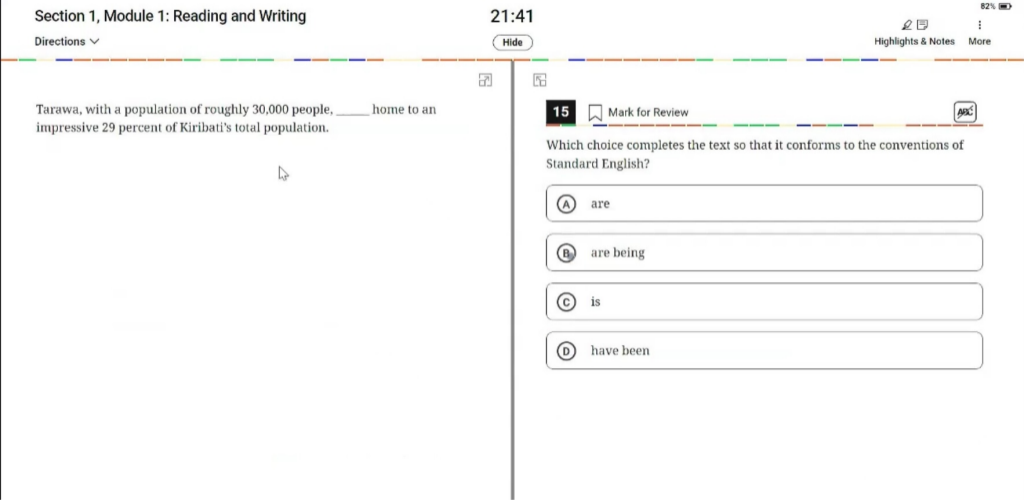 Section 1, Module 1: Reading and Writing
21:41
82%
Directions
Hide
Highlights & Notes
More
Tarawa, with a population of roughly 30,000 people, _____ home to an
impressive 29 percent of Kiribati's total population.
15
Mark for Review
ABC
Which choice completes the text so that it conforms to the conventions of
Standard English?
A are
B are being
C is
D have been